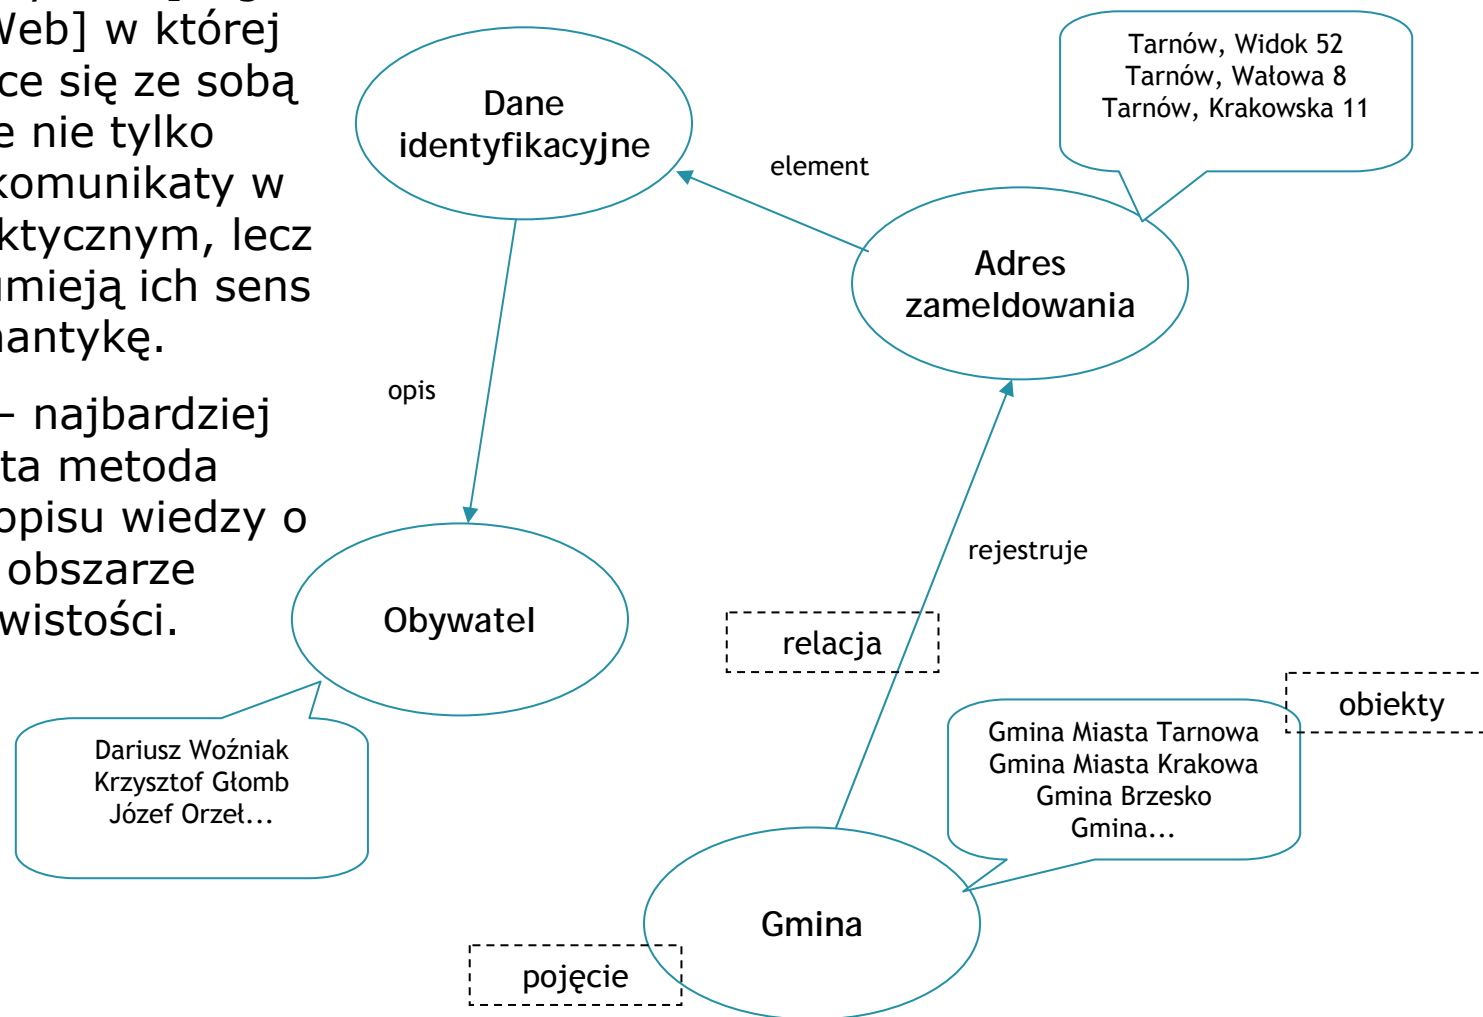 Web] w której
ce się ze sobą
e nie tylko
komunikaty w
ktycznym, lecz
umieją ich sens
nantykę.
– najbardziej
ta metoda
opisu wiedzy o
obszarze
wistości.
Dane
identyfikacyjne
element
Tarnów, Widok 52
Tarnów, Wałowa 8
Tarnów, Krakowska 11
Adres
zameldowania
opis
rejestruje
Obywatel
relacja
obiekty
Dariusz Woźniak
Krzysztof Głomb
Józef Orzeł...
Gmina Miasta Tarnowa
Gmina Miasta Krakowa
Gmina Brzesko
Gmina...
Gmina
pojęcie